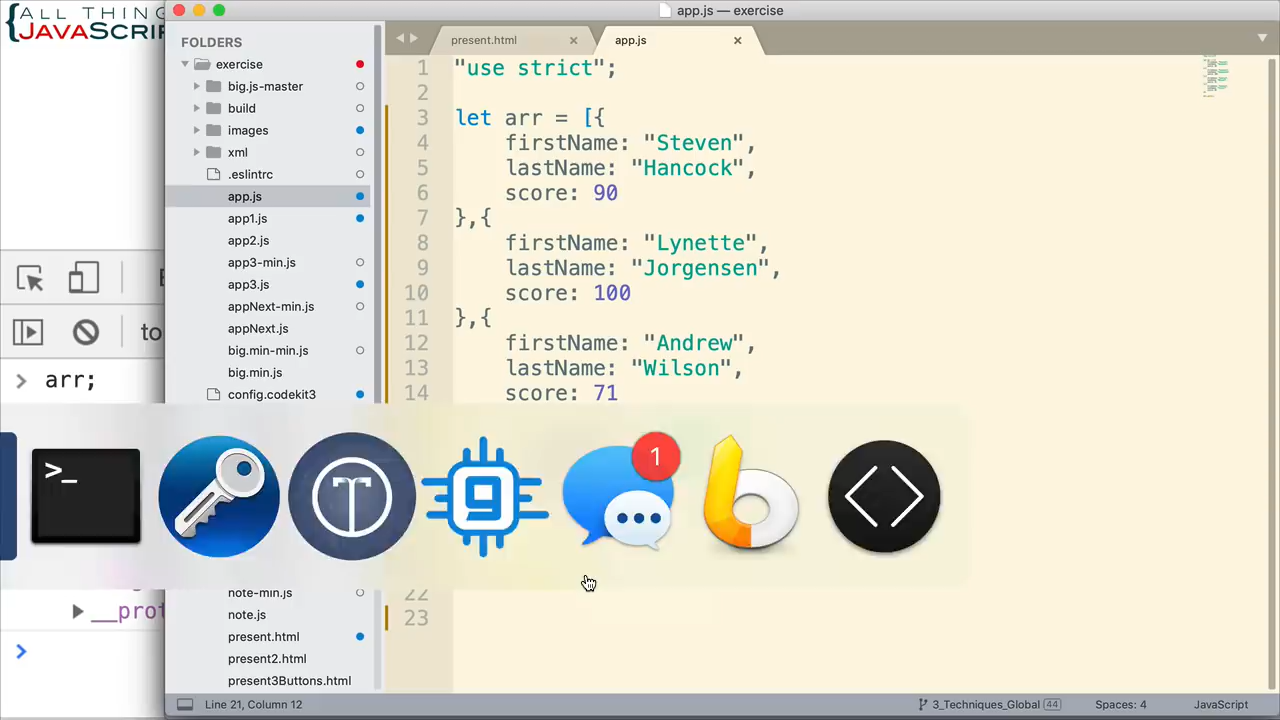 {ALL THING
JAVASCRIP
app.js — exercise
FOLDERS
exercise
big.js-master
build
images
xml
.eslintrc
app.js
app1.js
app2.js
app3-min.js
app3.js
appNext-min.js
appNext.js
big.min-min.js
big.min.js
config.codekit3
note-min.js
note.js
present.html
present2.html
present3Buttons.html
present.html
app.js
1 "use strict";
2
3 let arr = [{
4 firstName: "Steven",
5 lastName: "Hancock",
6 score: 90
7 },{
8 firstName: "Lynette",
9 lastName: "Jorgensen",
10 score: 100
11 },{
12 firstName: "Andrew",
13 lastName: "Wilson",
14 score: 71
22
23
to
> arr;
__prot
>
>_
T
9
1
b
Line 21, Column 12
3_Techniques_Global 44
Spaces: 4
JavaScript